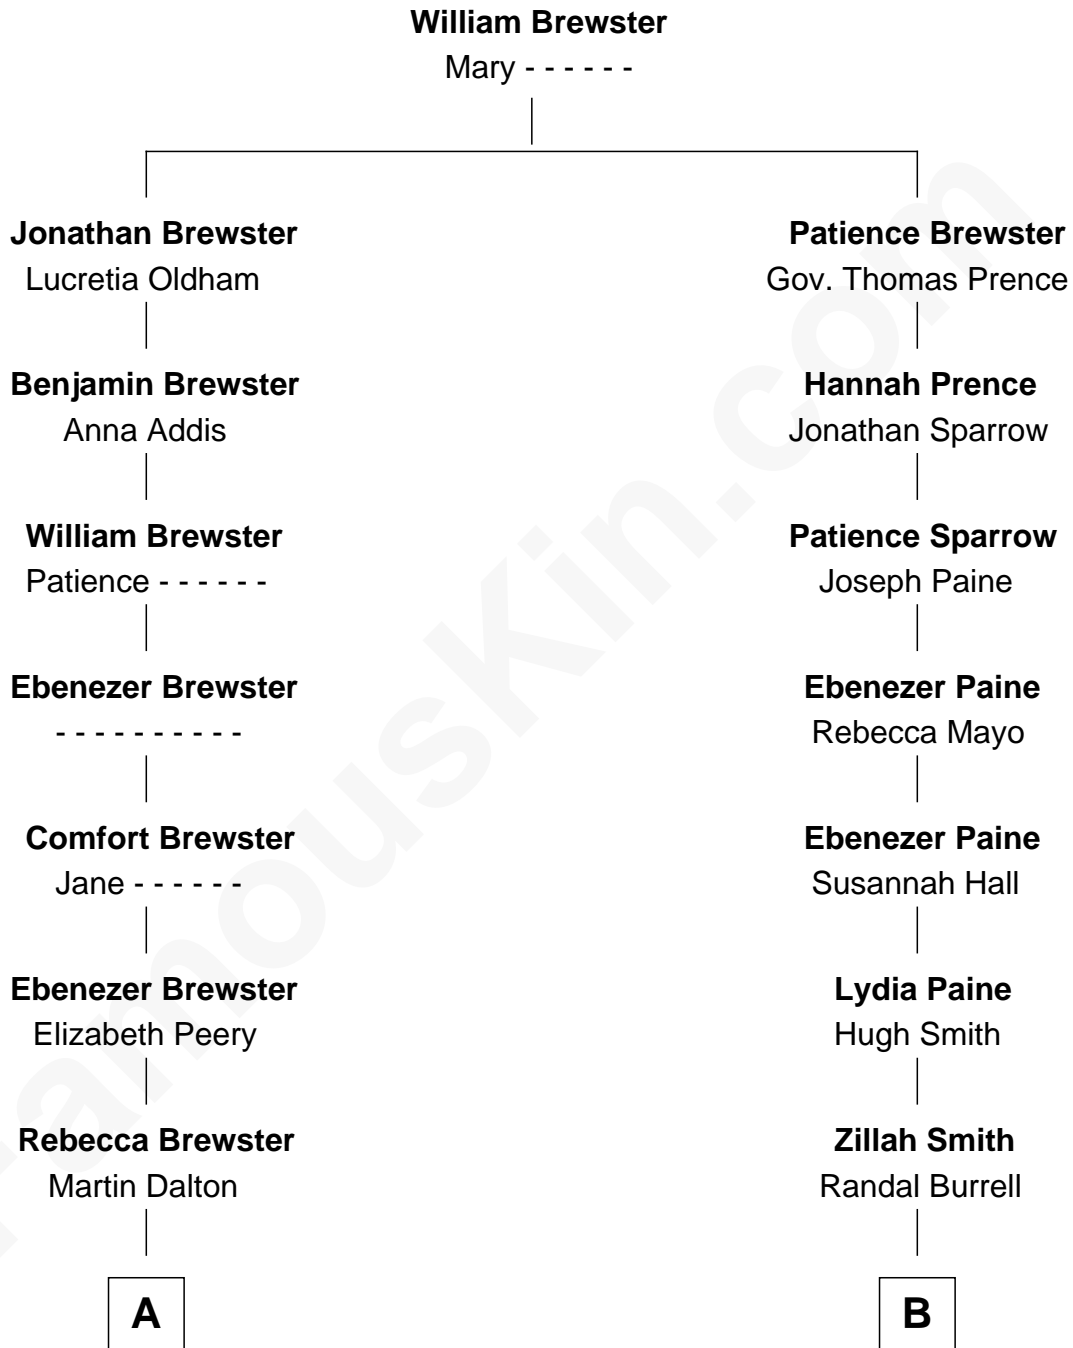 William Brewster
Mary - - - - - -
Jonathan Brewster
Lucretia Oldham
Benjamin Brewster
Anna Addis
William Brewster
Patience - - - - - -
Ebenezer Brewster
- - - - - - - - - -
Comfort Brewster
Jane - - - - - -
Ebenezer Brewster
Elizabeth Peery
Rebecca Brewster
Martin Dalton
A
Patience Brewster
Gov. Thomas Prence
Hannah Prence
Jonathan Sparrow
Patience Sparrow
Joseph Paine
Ebenezer Paine
Rebecca Mayo
Ebenezer Paine
Susannah Hall
Lydia Paine
Hugh Smith
Zillah Smith
Randal Burrell
B
FamousKin.com